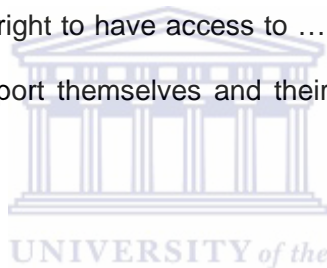 right to have access to …
port themselves and their
UNIVERSITY of the